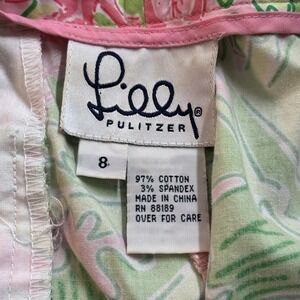 Lilly®
PULITZER
8
97% COTTON
3% SPANDEX
MADE IN CHINA
RN 88189
OVER FOR CARE